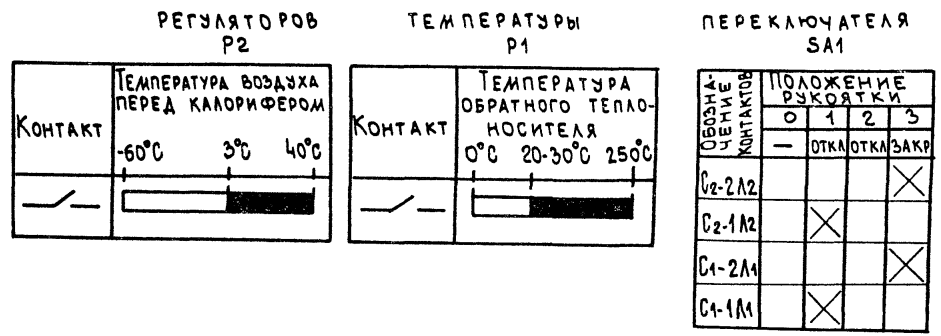 РЕГУЛЯТОРОВ ТЕМПЕРАТУРЫ ПЕРЕКЛЮЧАТЕЛЯ
Р2 Р1 SA1
КОНТАКТ
ТЕМПЕРАТУРА ВОЗДУХА
ПЕРЕД КАЛОРИФЕРОМ
-60°С 3°С 40°С
КОНТАКТ
ТЕМПЕРАТУРА
ОБРАТНОГО ТЕПЛО-
НОСИТЕЛЯ
0°С 20-30°С 250°С
ОБОЗНА-
ЧЕНИЕ
КОНТАКТОВ
ПОЛОЖЕНИЕ
РУКОЯТКИ
0 1 2 3
— ОТКЛ ОТКЛ ЗАКР
С2-2Л2
С2-1Л2
С1-2Л1
С1-1Л1